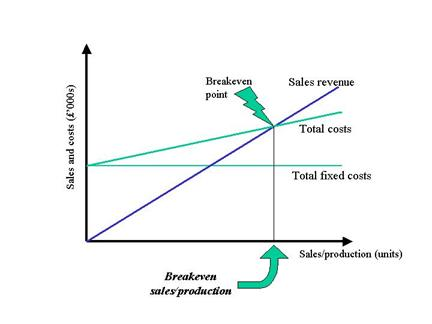 Breakeven
point
Sales revenue
Total costs
Sales and costs (£'000s)
Total fixed costs
Sales/production (units)
Breakeven
sales/production